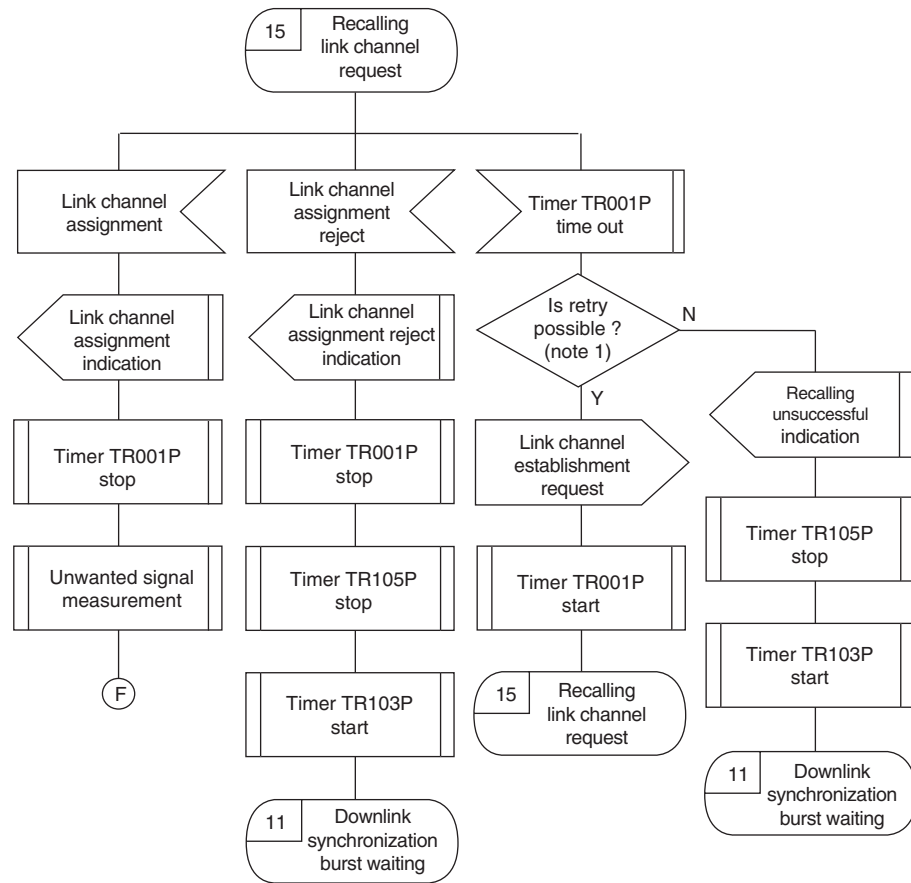 15
Recalling
link channel
request
Link channel
assignment
Link channel
assignment
reject
Timer TR001P
time out
Link channel
assignment
indication
Link channel
assignment reject
indication
Is retry
possible ?
(note 1)
N
Y
Recalling
unsuccessful
indication
Timer TR001P
stop
Timer TR001P
stop
Link channel
establishment
request
Timer TR105P
stop
Unwanted signal
measurement
Timer TR105P
stop
Timer TR001P
start
Timer TR103P
start
F
Timer TR103P
start
15
Recalling
link channel
request
11
Downlink
synchronization
burst waiting
11
Downlink
synchronization
burst waiting